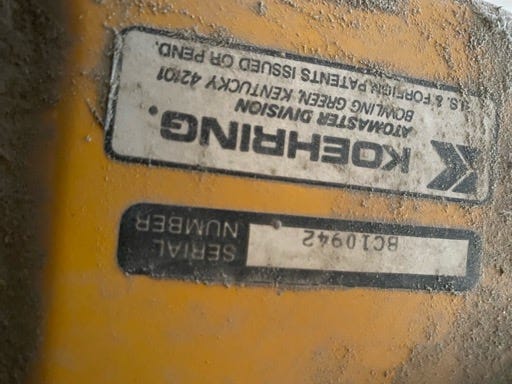 KOEHRING.
ATOMASTER DIVISION
BOWLING GREEN, KENTUCKY 42101
U.S. & FOREIGN PATENTS ISSUED OR PEND.
SERIAL
NUMBER
BC10942